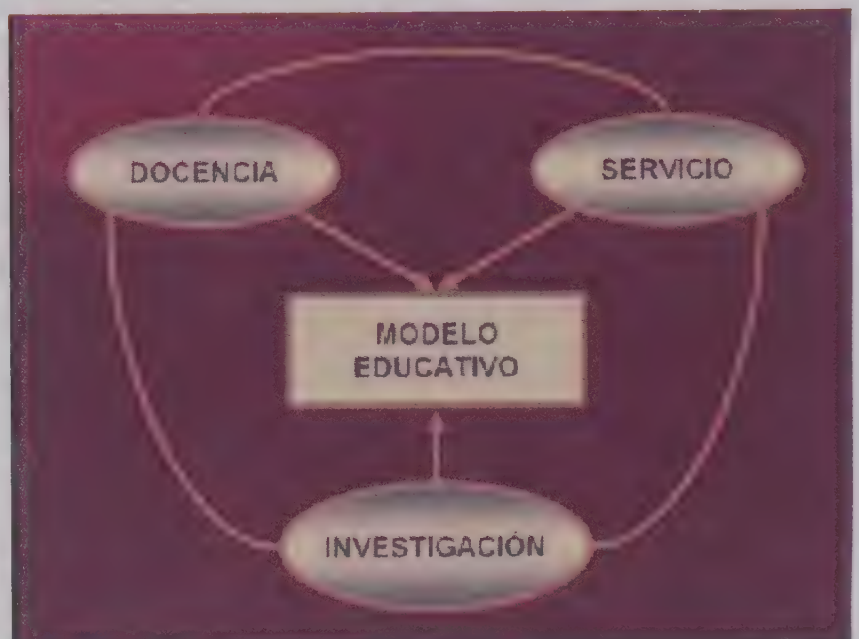 DOCENCIA
SERVICIO
MODELO
EDUCATIVO
INVESTIGACIÓN